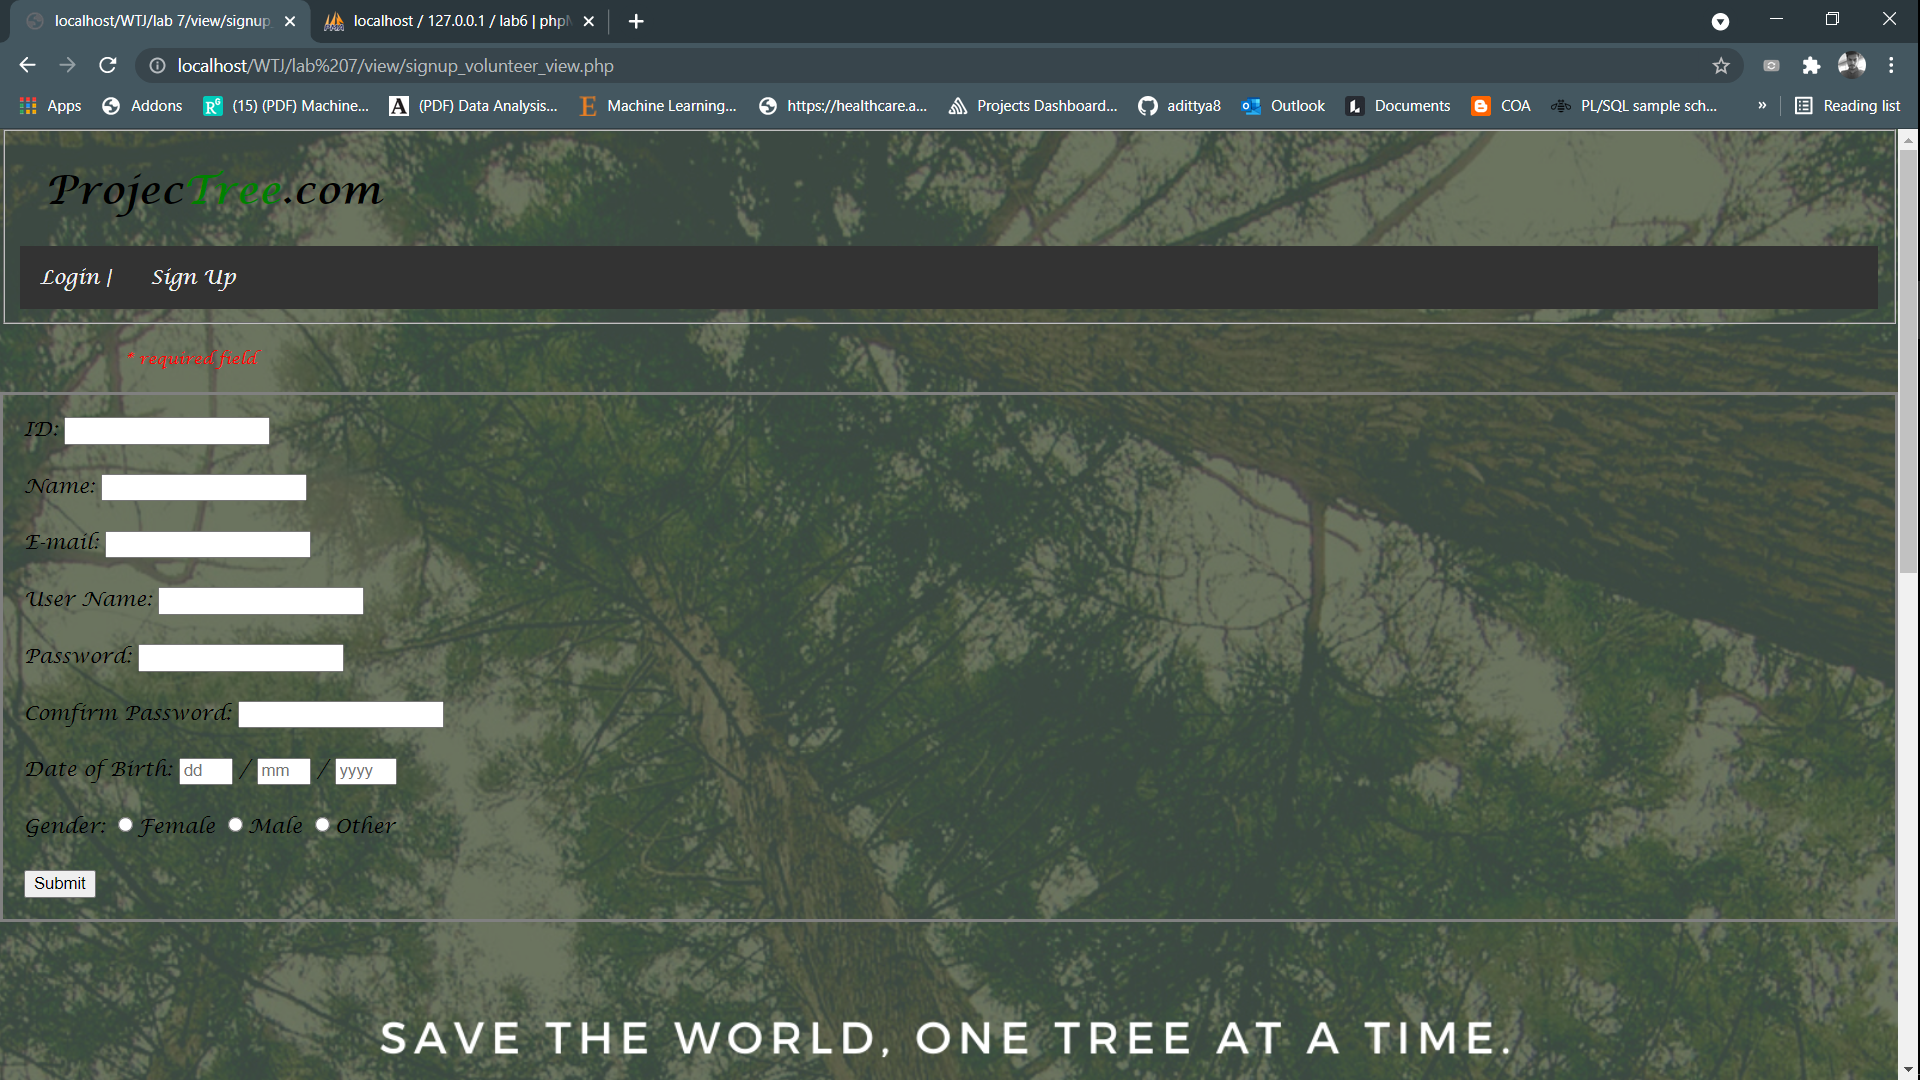 localhost/WTJ/lab 7/view/signup_
localhost / 127.0.0.1 / lab6 | phpM
localhost/WTJ/lab%207/view/signup_volunteer_view.php
Apps
Addons
RG (15) (PDF) Machine...
A (PDF) Data Analysis...
E Machine Learning...
https://healthcare.a...
Projects Dashboard...
adittya8
Outlook
Documents
COA
PL/SQL sample sch...
»
Reading list
ProjecTree.com
Login | Sign Up
* required field
ID:
Name:
E-mail:
User Name:
Password:
Comfirm Password:
Date of Birth: dd / mm / yyyy
Gender: Female Male Other
Submit
SAVE THE WORLD, ONE TREE AT A TIME.